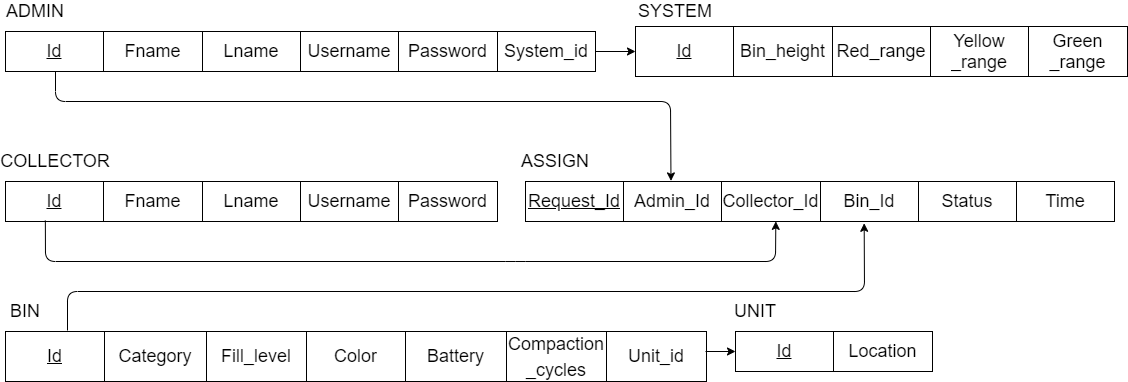 ADMIN
SYSTEM
Id Fname Lname Username Password System_id
Id Bin_height Red_range Yellow
_range Green
_range
COLLECTOR
ASSIGN
Id Fname Lname Username Password
Request_Id Admin_Id Collector_Id Bin_Id Status Time
BIN
UNIT
Id Category Fill_level Color Battery Compaction
_cycles Unit_id
Id Location